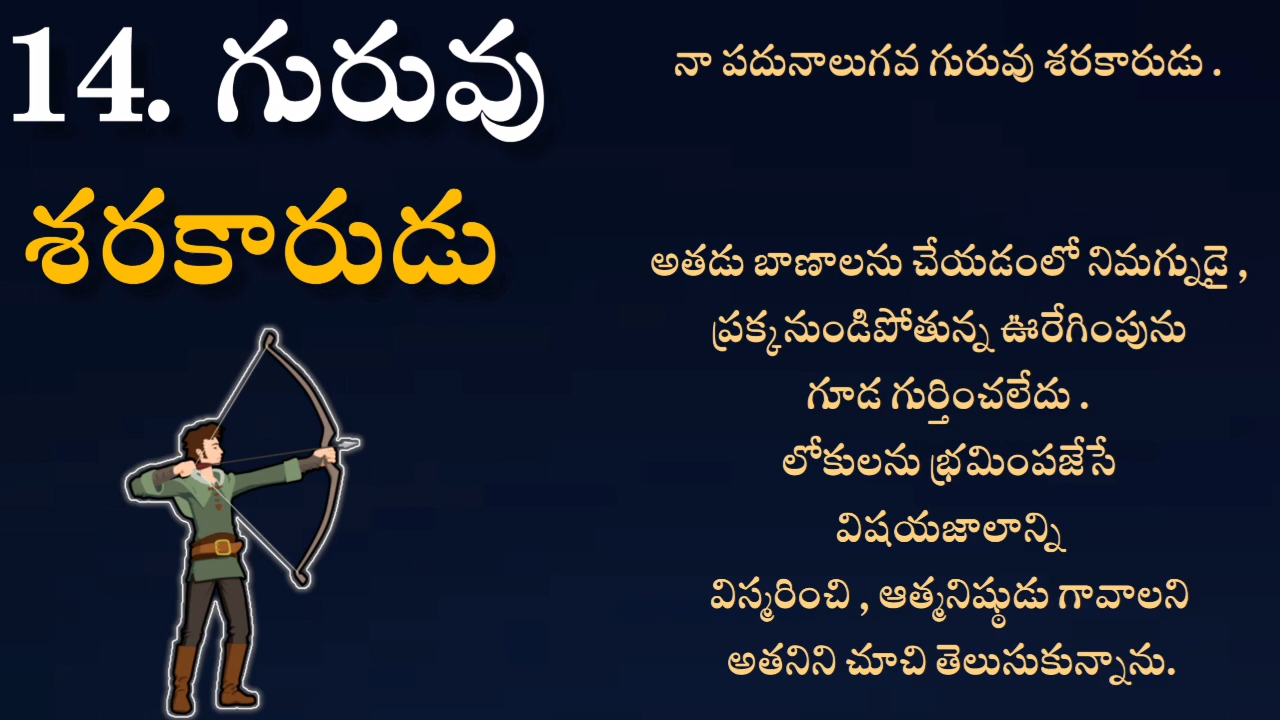 14. గురువు
శరకారుడు
నా పదునాలుగవ గురువు శరకారుడు .
అతడు బాణాలను చేయడంలో నిమగ్నుడై ,
ప్రక్కనుండిపోతున్న ఊరేగింపును
గూడ గుర్తించలేదు .
లోకులను భ్రమింపజేసే
విషయజాలాన్ని
విస్మరించి , ఆత్మనిష్ఠుడు గావాలని
అతనిని చూచి తెలుసుకున్నాను.